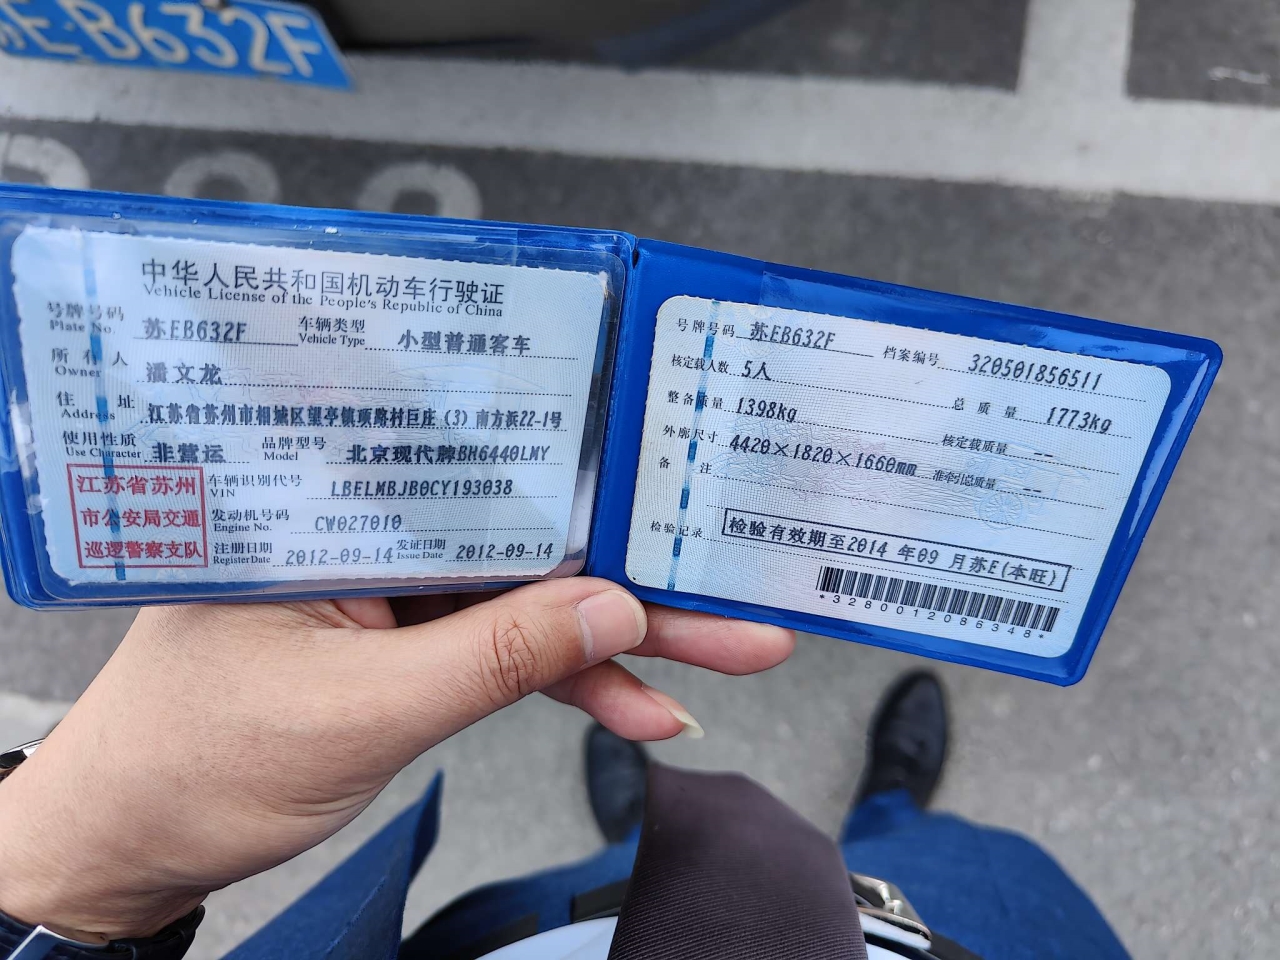 E·B632F
中华人民共和国机动车行驶证
Vehicle License of the People's Republic of China
号牌号码 苏EB632F 车辆类型 小型普通客车
Plate No. Vehicle Type
所有人 潘文龙
Owner
住址 江苏省苏州市相城区望亭镇项路村巨庄(3)南方浜22-1号
Address
使用性质 非营运 品牌型号 北京现代牌BH6440LMY
Use Character Model
江苏省苏州
市公安局交通
巡逻警察支队
车辆识别代号 LBELMBJB0CY193038
VIN
发动机号码 CW027010
Engine No.
注册日期 2012-09-14 发证日期 2012-09-14
Register Date Issue Date
号牌号码 苏EB632F 档案编号 320501856511
核定载人数 5人 总质量 1773kg
整备质量 1398kg 核定载质量 --
外廓尺寸 4420×1820×1660mm 准牵引总质量 --
备注
检验记录 检验有效期至2014年09月苏E(本旺)
*3280012086348*